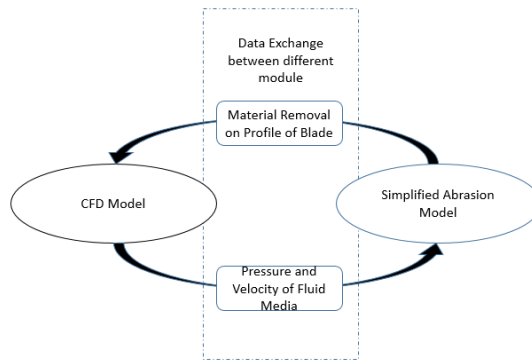 Data Exchange
between different
module
Material Removal
on Profile of Blade
CFD Model
Simplified Abrasion
Model
Pressure and
Velocity of Fluid
Media